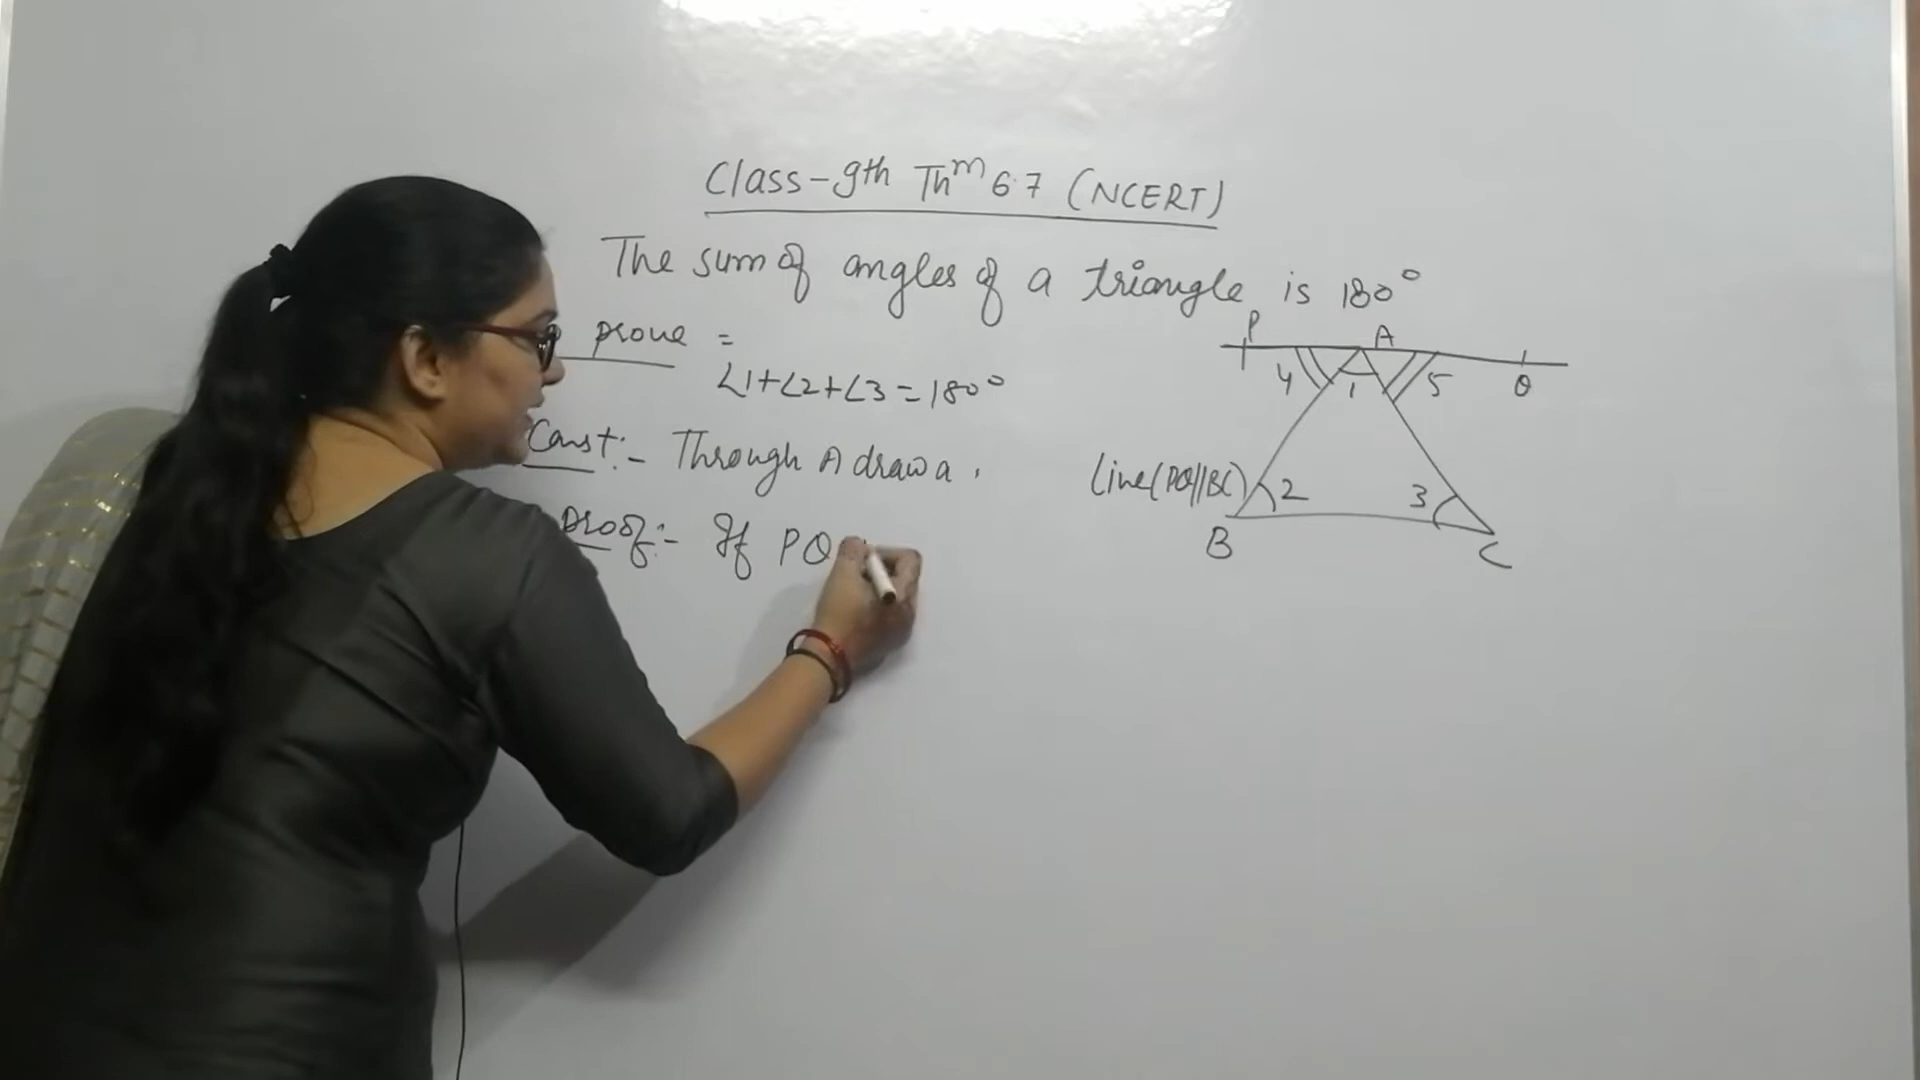 Class-9th Thm 6.7 (NCERT)
The sum of angles of a triangle is 180°
prove =
∠1+∠2+∠3=180°
Const:- Through A draw a line(PQ||BC)
Proof:- If PQ
P A
4 1 5 Q
2 3
B C